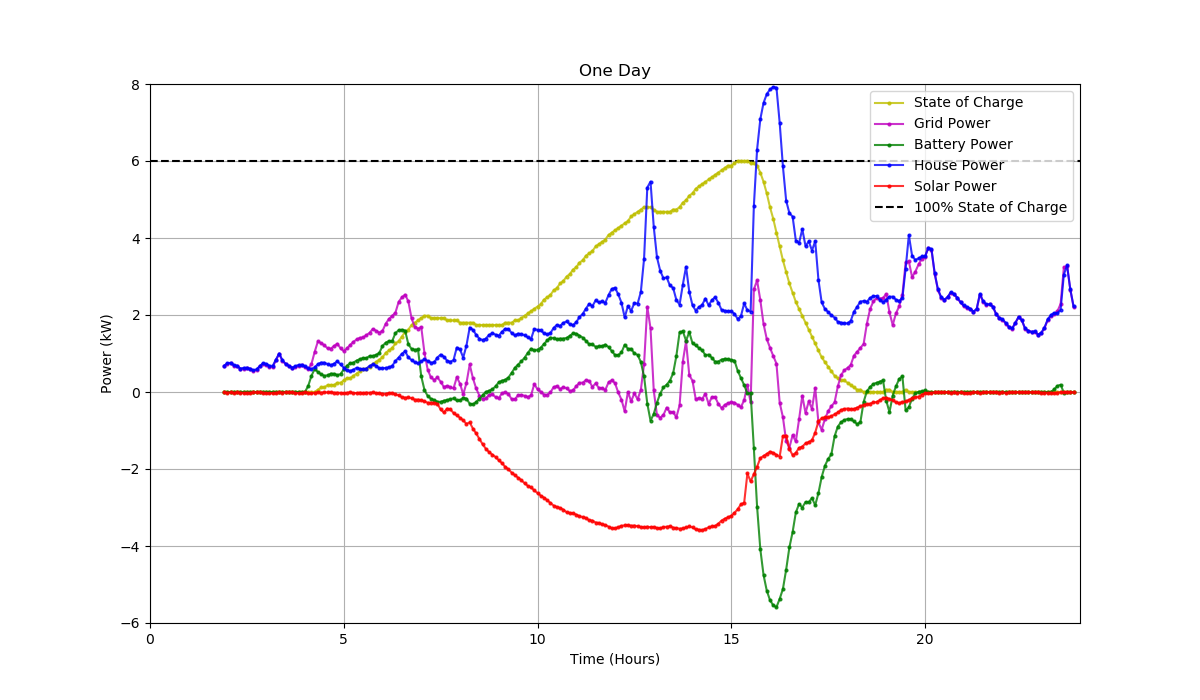 One Day
8
6
4
2
0
−2
−4
−6
Power (kW)
State of Charge
Grid Power
Battery Power
House Power
Solar Power
100% State of Charge
0 5 10 15 20
Time (Hours)